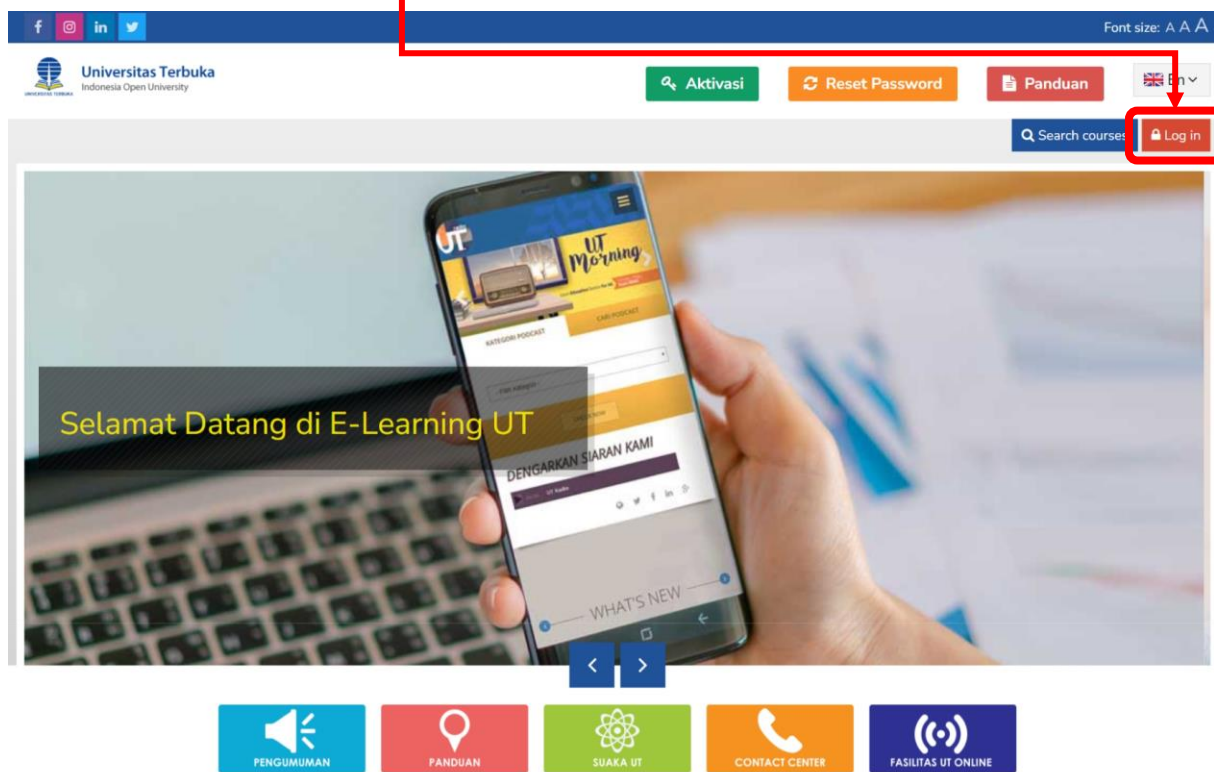 Font size: A A A
Universitas Terbuka
Indonesia Open University
UNIVERSITAS TERBUKA
Aktivasi
Reset Password
Panduan
En
Search courses
Log in
UT
UT
Morning
KATEGORI PODCAST
CARI PODCAST
Selamat Datang di E-Learning UT
DENGARKAN SIARAN KAMI
UT Radio
WHAT'S NEW
PENGUMUMAN
PANDUAN
SUAKA UT
CONTACT CENTER
FASILITAS UT ONLINE